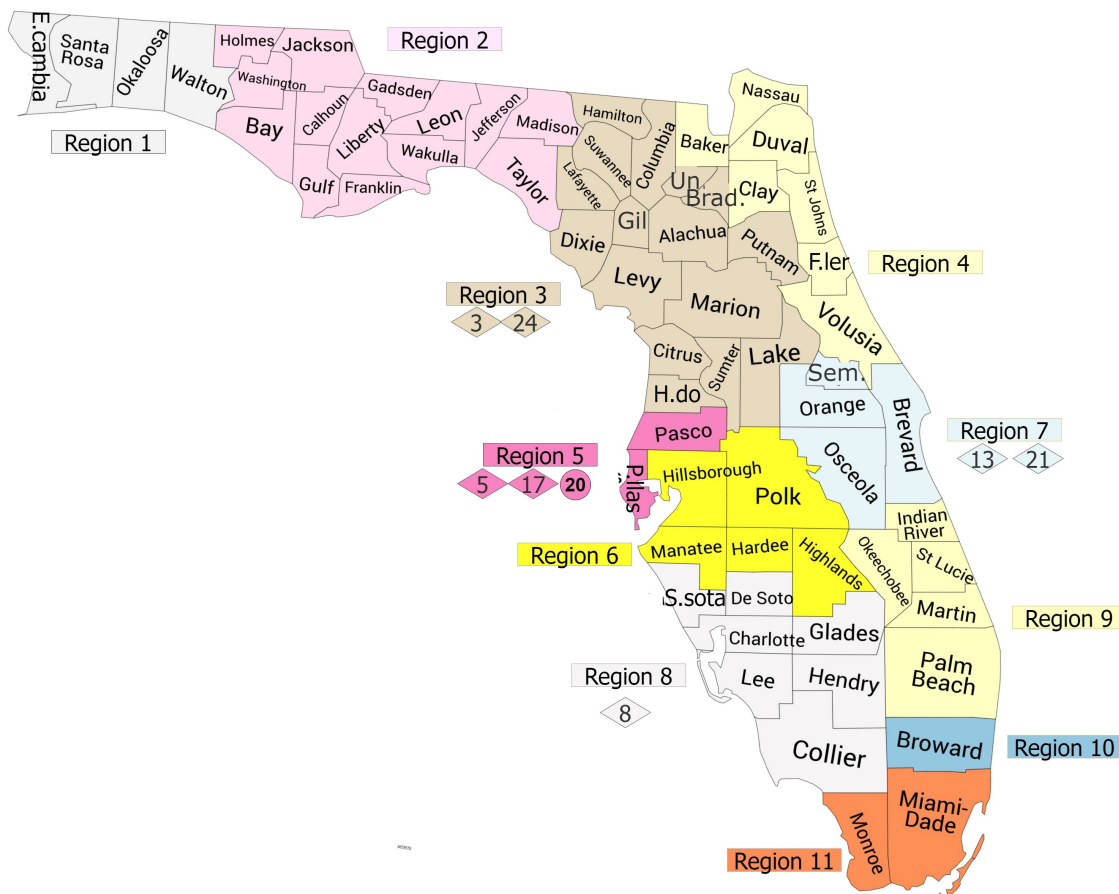 E.cambia
Santa
Rosa
Okaloosa
Walton
Holmes
Jackson
Region 2
Washington
Region 1
Bay
Calhoun
Gadsden
Liberty
Leon
Jefferson
Madison
Wakulla
Gulf
Franklin
Taylor
Hamilton
Suwannee
Columbia
Lafayette
Baker
Nassau
Duval
Un.
Brad.
Clay
St Johns
Gil
Dixie
Alachua
Putnam
F.ler
Region 4
Levy
Marion
Volusia
Region 3
3
24
Citrus
Sumter
Lake
H.do
Sem.
Orange
Brevard
Region 7
13
21
Pasco
Region 5
5
17
20
P.llas
Hillsborough
Polk
Osceola
Indian
River
Region 6
Manatee
Hardee
Highlands
Okeechobee
St Lucie
S.sota
De Soto
Martin
Region 9
Charlotte
Glades
Region 8
8
Lee
Hendry
Palm
Beach
Collier
Broward
Region 10
Miami-
Dade
Monroe
Region 11